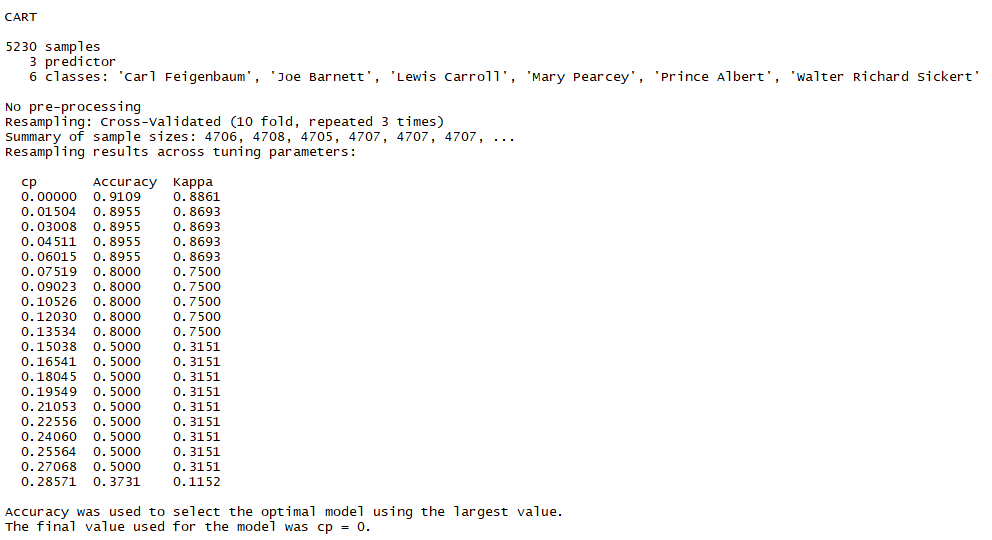 CART
5230 samples
3 predictor
6 classes: 'Carl Feigenbaum', 'Joe Barnett', 'Lewis Carroll', 'Mary Pearcey', 'Prince Albert', 'Walter Richard Sickert'
No pre-processing
Resampling: Cross-Validated (10 fold, repeated 3 times)
Summary of sample sizes: 4706, 4708, 4705, 4707, 4707, 4707, ...
Resampling results across tuning parameters:
cp Accuracy Kappa
0.00000 0.9109 0.8861
0.01504 0.8955 0.8693
0.03008 0.8955 0.8693
0.04511 0.8955 0.8693
0.06015 0.8955 0.8693
0.07519 0.8000 0.7500
0.09023 0.8000 0.7500
0.10526 0.8000 0.7500
0.12030 0.8000 0.7500
0.13534 0.8000 0.7500
0.15038 0.5000 0.3151
0.16541 0.5000 0.3151
0.18045 0.5000 0.3151
0.19549 0.5000 0.3151
0.21053 0.5000 0.3151
0.22556 0.5000 0.3151
0.24060 0.5000 0.3151
0.25564 0.5000 0.3151
0.27068 0.5000 0.3151
0.28571 0.3731 0.1152
Accuracy was used to select the optimal model using the largest value.
The final value used for the model was cp = 0.